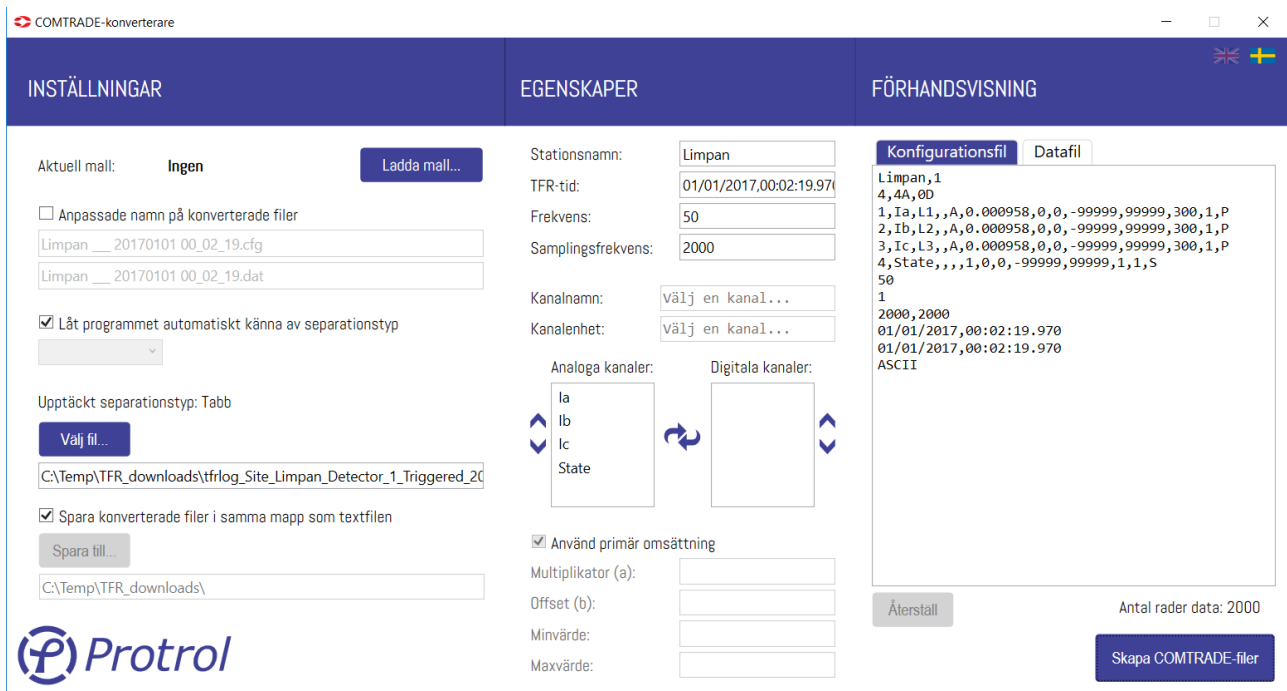 COMTRADE-konverterare
INSTÄLLNINGAR
Aktuell mall: Ingen
Ladda mall...
Anpassade namn på konverterade filer
Limpan __ 20170101 00_02_19.cfg
Limpan __ 20170101 00_02_19.dat
Låt programmet automatiskt känna av separationstyp
Upptäckt separationstyp: Tabb
Välj fil...
C:\Temp\TFR_downloads\tfrlog_Site_Limpan_Detector_1_Triggered_20
Spara konverterade filer i samma mapp som textfilen
Spara till...
C:\Temp\TFR_downloads\
Protrol
EGENSKAPER
Stationsnamn: Limpan
TFR-tid: 01/01/2017,00:02:19.970
Frekvens: 50
Samplingsfrekvens: 2000
Kanalnamn: Välj en kanal...
Kanalenhet: Välj en kanal...
Analoga kanaler: Digitala kanaler:
Ia
Ib
Ic
State
Använd primär omsättning
Multiplikator (a):
Offset (b):
Minvärde:
Maxvärde:
FÖRHANDSVISNING
Konfigurationsfil Datafil
Limpan,1
4,4A,0D
1,Ia,L1,,A,0.000958,0,0,-99999,99999,300,1,P
2,Ib,L2,,A,0.000958,0,0,-99999,99999,300,1,P
3,Ic,L3,,A,0.000958,0,0,-99999,99999,300,1,P
4,State,,,,1,0,0,-99999,99999,1,1,S
50
1
2000,2000
01/01/2017,00:02:19.970
01/01/2017,00:02:19.970
ASCII
Återställ
Antal rader data: 2000
Skapa COMTRADE-filer